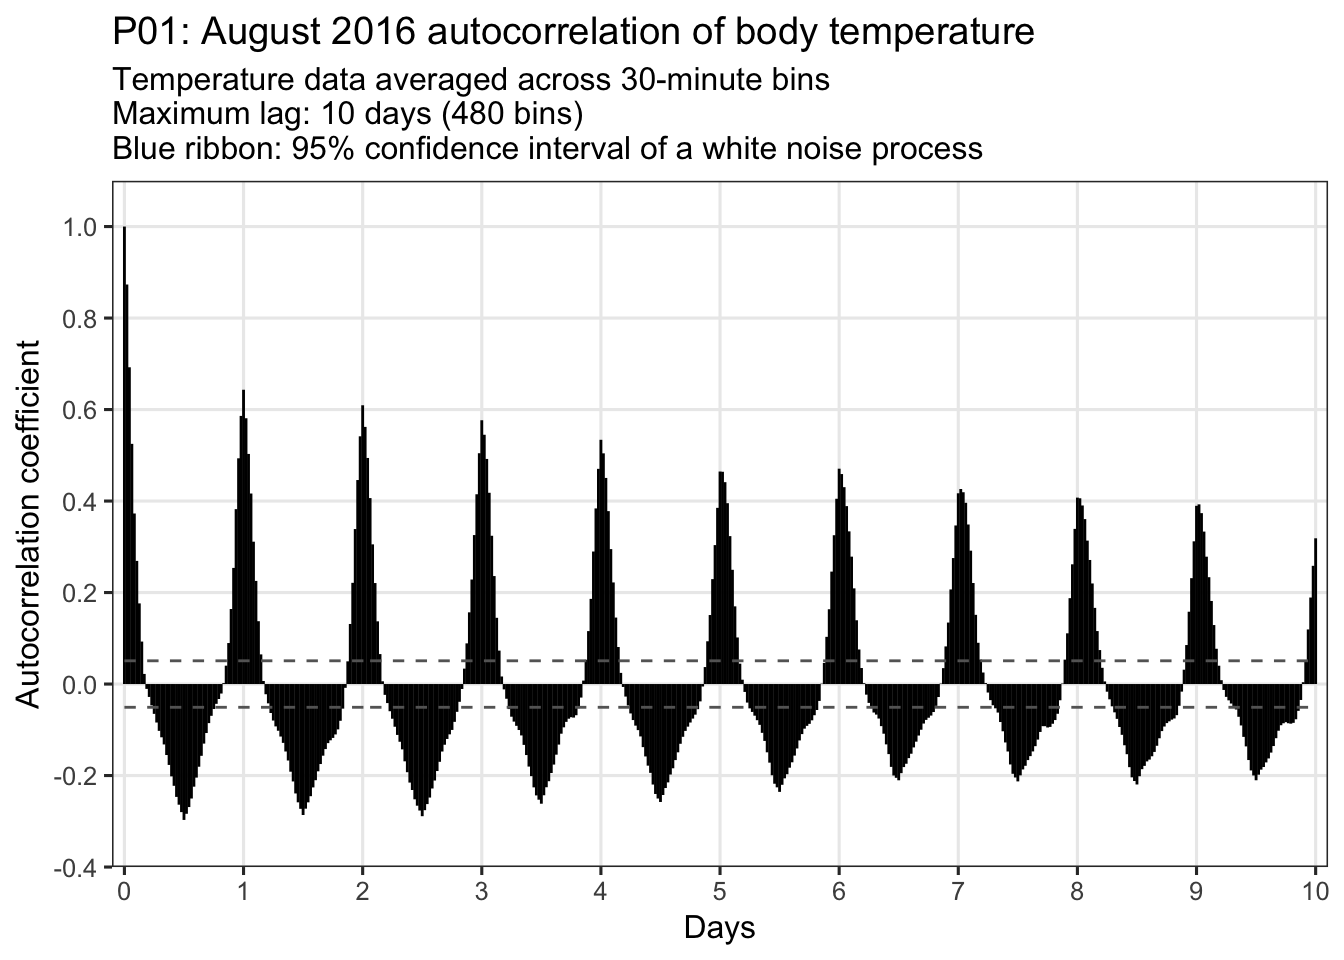 P01: August 2016 autocorrelation of body temperature
Temperature data averaged across 30-minute bins
Maximum lag: 10 days (480 bins)
Blue ribbon: 95% confidence interval of a white noise process
Autocorrelation coefficient
1.0
0.8
0.6
0.4
0.2
0.0
-0.2
-0.4
0 1 2 3 4 5 6 7 8 9 10
Days